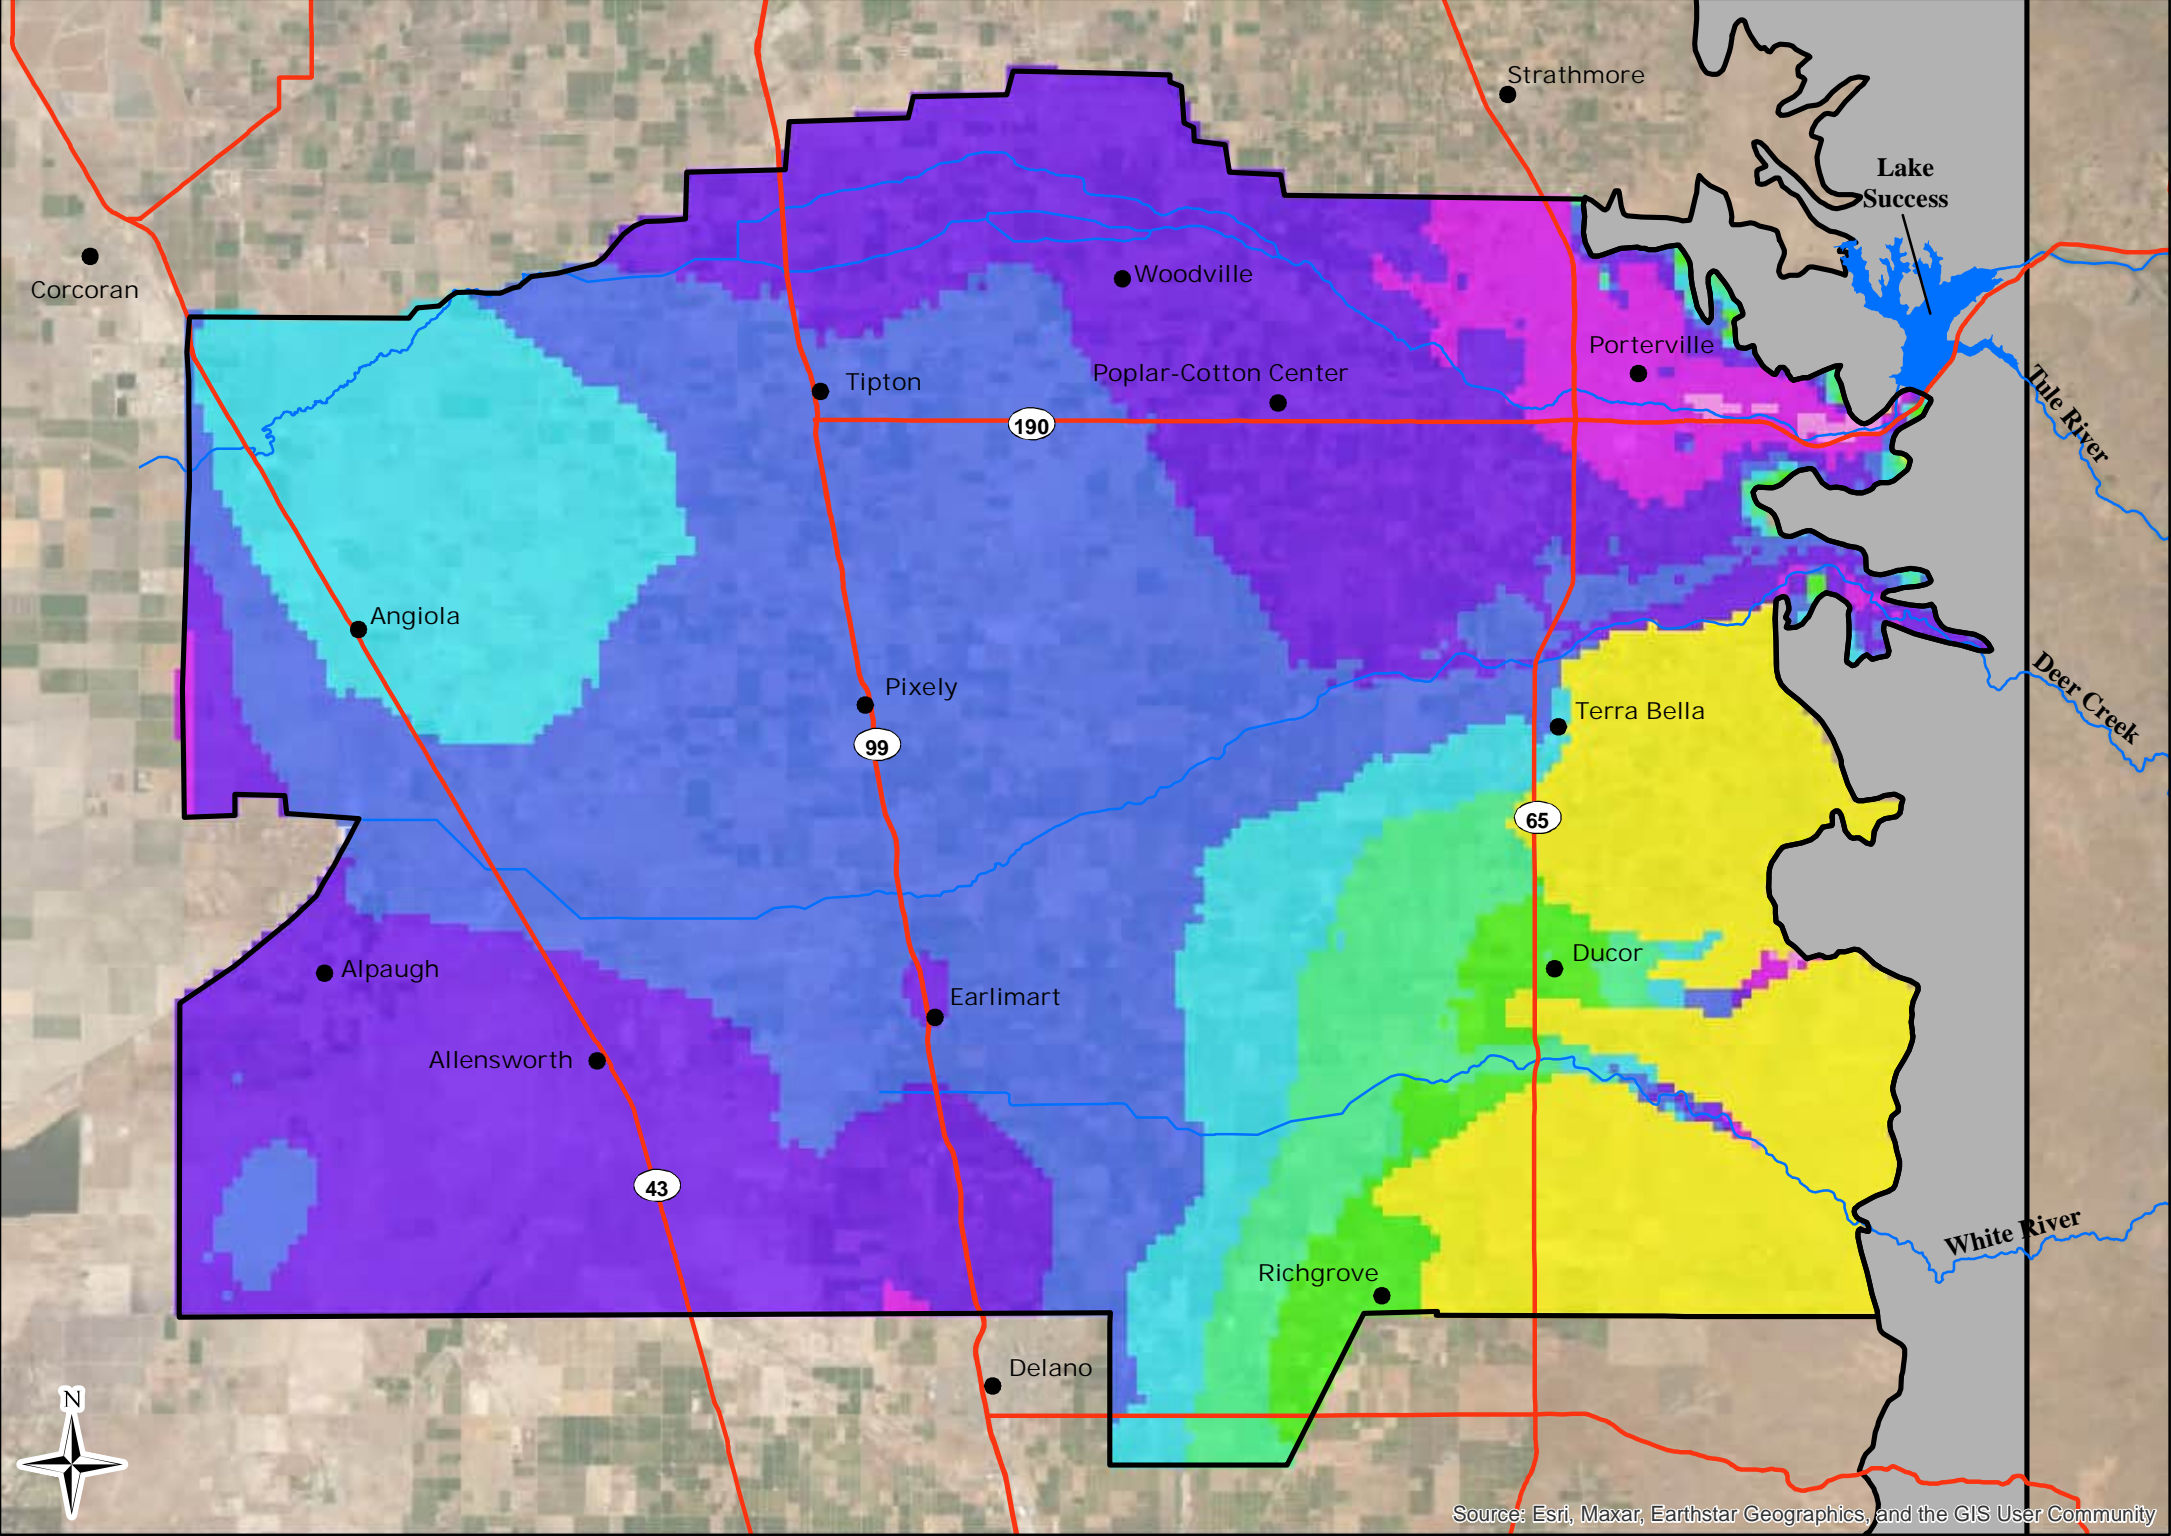 Strathmore
Lake
Success
Corcoran
Woodville
Porterville
Poplar-Cotton Center
Tipton
190
Tule River
Angiola
Pixely
99
Terra Bella
Deer Creek
65
Ducor
Alpaugh
Earlimart
Allensworth
43
White River
Richgrove
Delano
N
Source: Esri, Maxar, Earthstar Geographics, and the GIS User Community